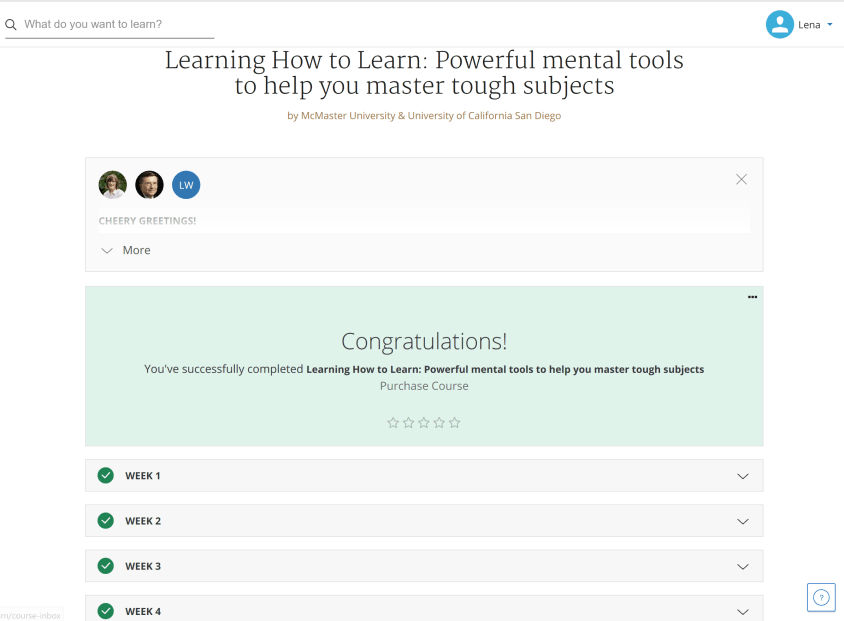 What do you want to learn?
Lena
Learning How to Learn: Powerful mental tools
to help you master tough subjects
by McMaster University & University of California San Diego
LW
CHEERY GREETINGS!
More
Congratulations!
You've successfully completed Learning How to Learn: Powerful mental tools to help you master tough subjects
Purchase Course
WEEK 1
WEEK 2
WEEK 3
WEEK 4
?
rn/course-inbox